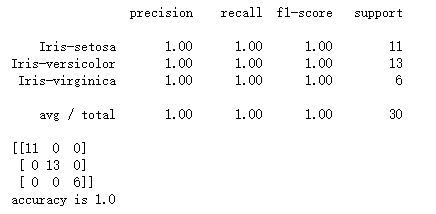 precision recall f1-score support
Iris-setosa 1.00 1.00 1.00 11
Iris-versicolor 1.00 1.00 1.00 13
Iris-virginica 1.00 1.00 1.00 6
avg / total 1.00 1.00 1.00 30
[[11 0 0]
[ 0 13 0]
[ 0 0 6]]
accuracy is 1.0